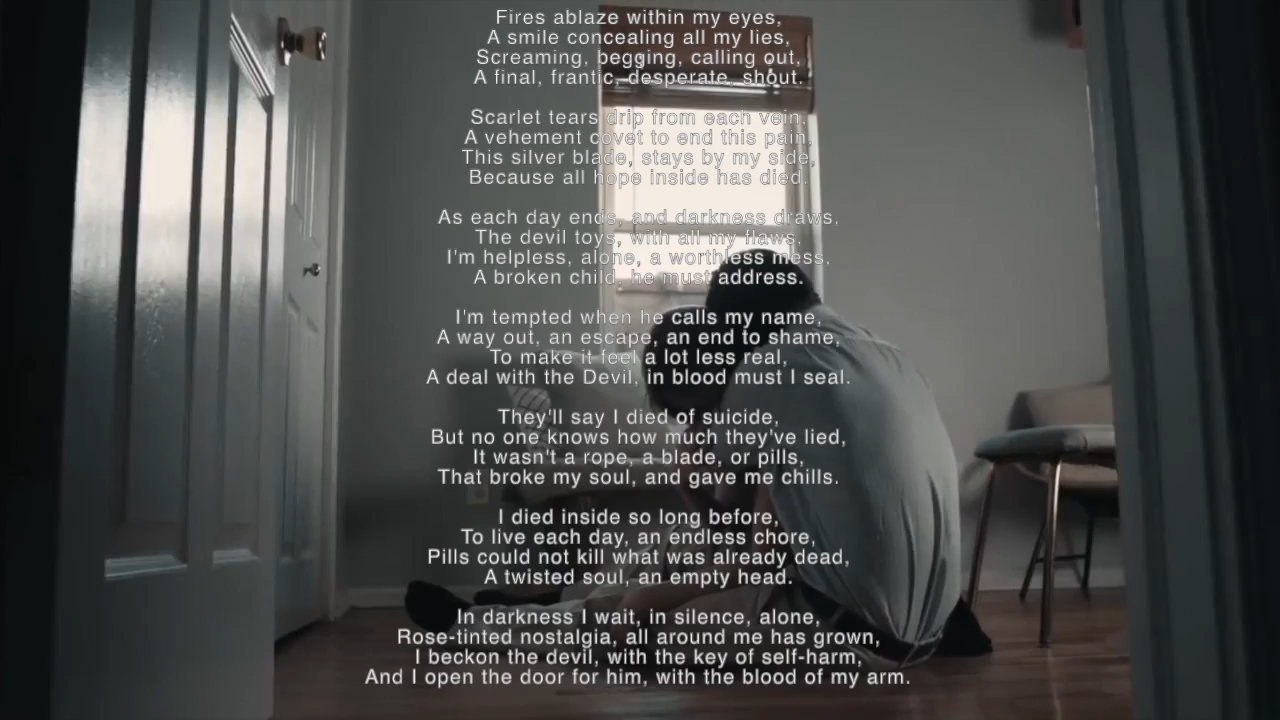 Fires ablaze within my eyes,
A smile concealing all my lies,
Screaming, begging, calling out,
A final, frantic, desperate, shout.
Scarlet tears drip from each vein.
A vehement covet to end this pain,
This silver blade, stays by my side,
Because all hope inside has died.
As each day ends, and darkness draws,
The devil toys, with all my flaws,
I'm helpless, alone, a worthless mess.
A broken child, he must address.
I'm tempted when he calls my name,
A way out, an escape, an end to shame,
To make it feel a lot less real,
A deal with the Devil, in blood must I seal.
They'll say I died of suicide,
But no one knows how much they've lied,
It wasn't a rope, a blade, or pills,
That broke my soul, and gave me chills.
I died inside so long before,
To live each day, an endless chore,
Pills could not kill what was already dead,
A twisted soul, an empty head.
In darkness I wait, in silence, alone,
Rose-tinted nostalgia, all around me has grown,
I beckon the devil, with the key of self-harm,
And I open the door for him, with the blood of my arm.